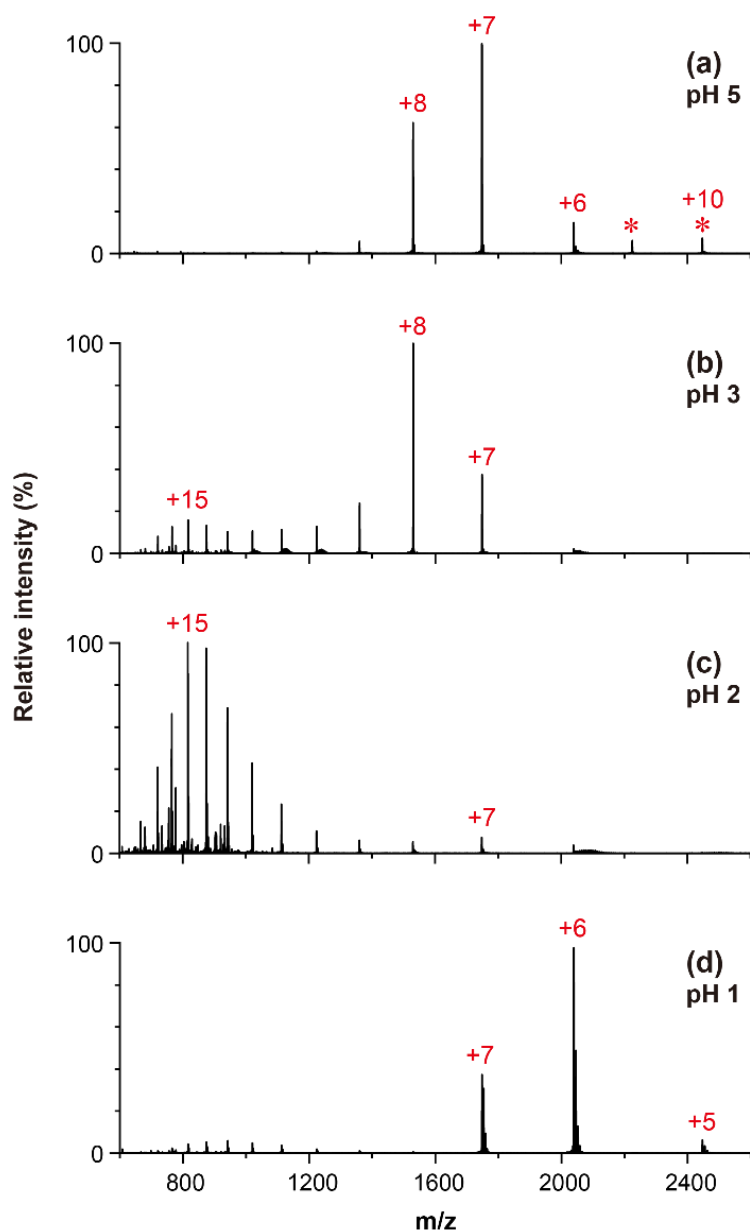 100
0
+8
+7
+6
*
+10
*
(a)
pH 5
100
0
+15
+8
+7
(b)
pH 3
Relative intensity (%)
100
0
+15
+7
(c)
pH 2
100
0
+7
+6
+5
(d)
pH 1
800 1200 1600 2000 2400
m/z